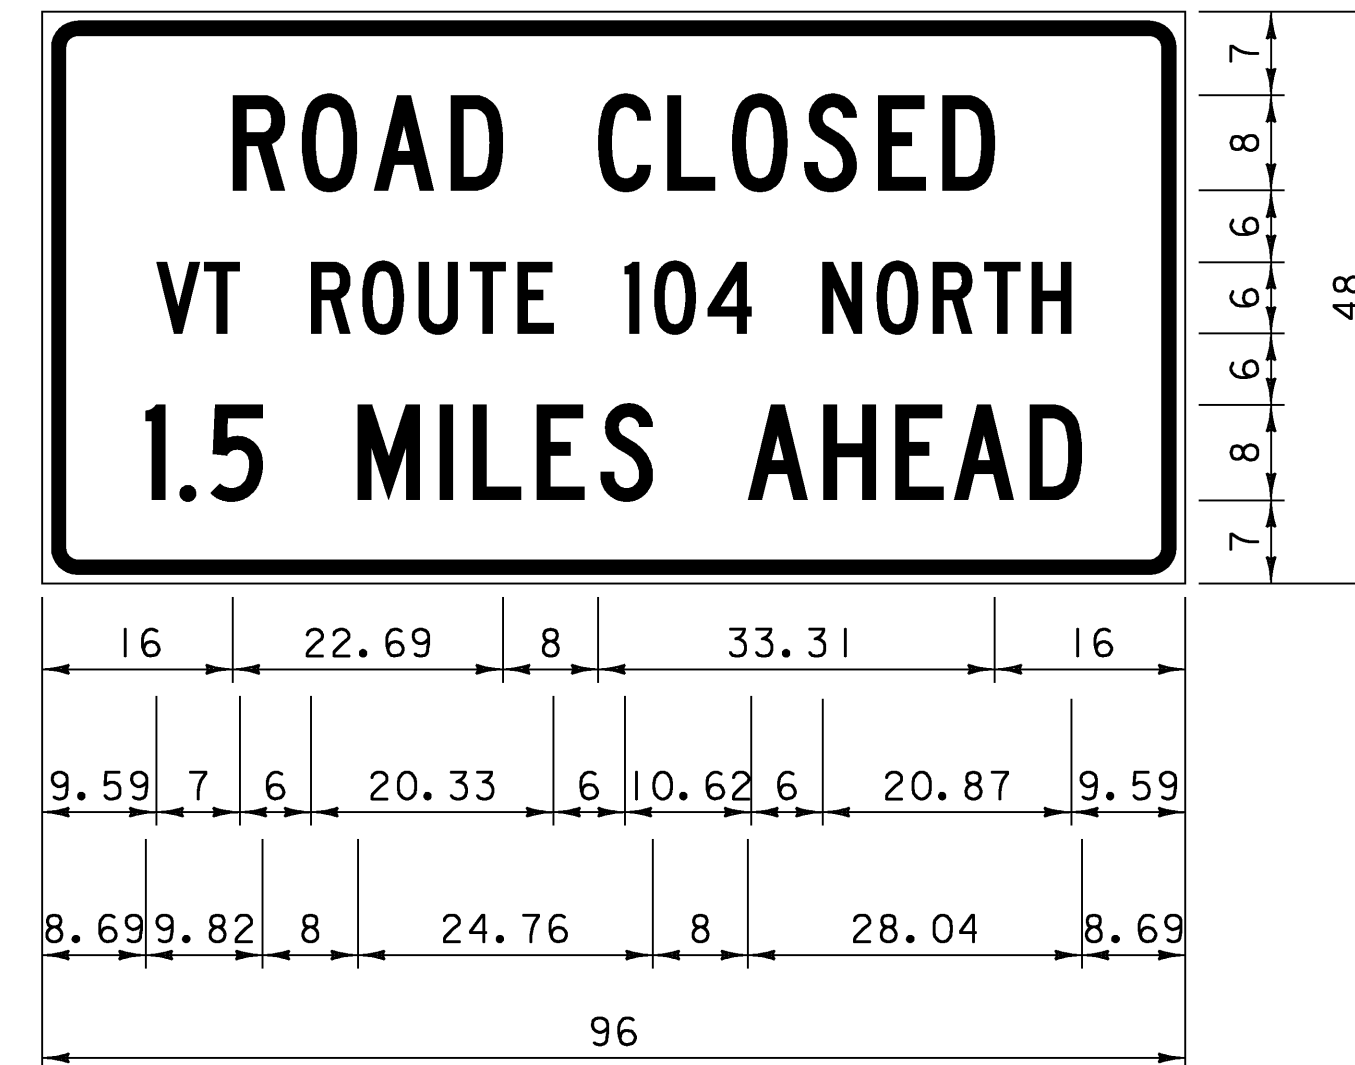 ROAD CLOSED
VT ROUTE 104 NORTH
1.5 MILES AHEAD
7
8
6
6
6
8
7
48
16 22.69 8 33.31 16
9.59 7 6 20.33 6 10.62 6 20.87 9.59
8.69 9.82 8 24.76 8 28.04 8.69
96